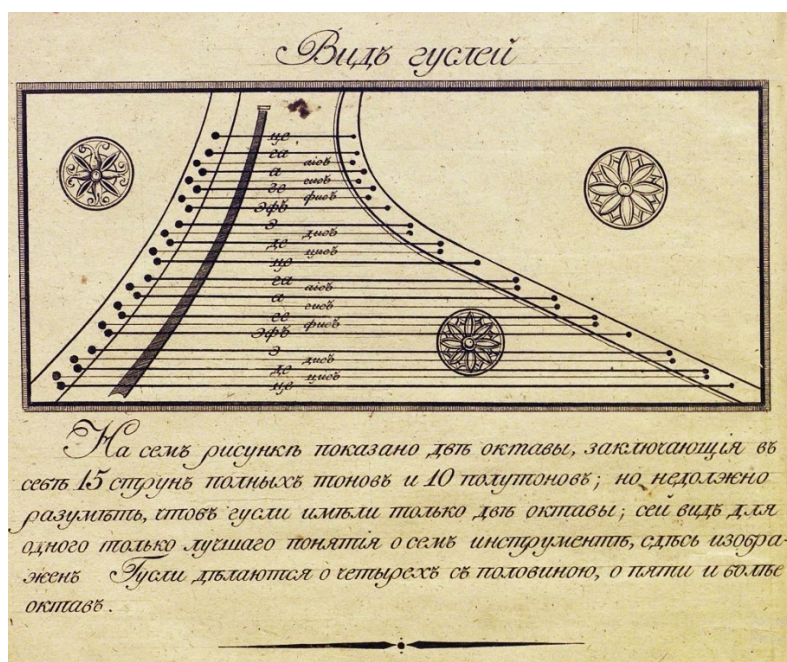 Видъ гуслей
це
га
аисъ
а
гисъ
ге
фисъ
эфъ
э
дисъ
де
цисъ
це
га
аисъ
а
гисъ
ге
фисъ
эфъ
э
дисъ
де
цисъ
це
На семъ рисункѣ показано двѣ октавы, заключающія въ
себѣ 15 струнъ полныхъ тоновъ и 10 полутоновъ; но недолжно
разумѣть, чтобъ гусли имѣли только двѣ октавы; сей видъ для
одного только лучшаго понятія о семъ инструментѣ, сдѣсь изобра-
женъ Гусли дѣлаются о четырехъ съ половиною, о пяти и болѣе
октавъ.